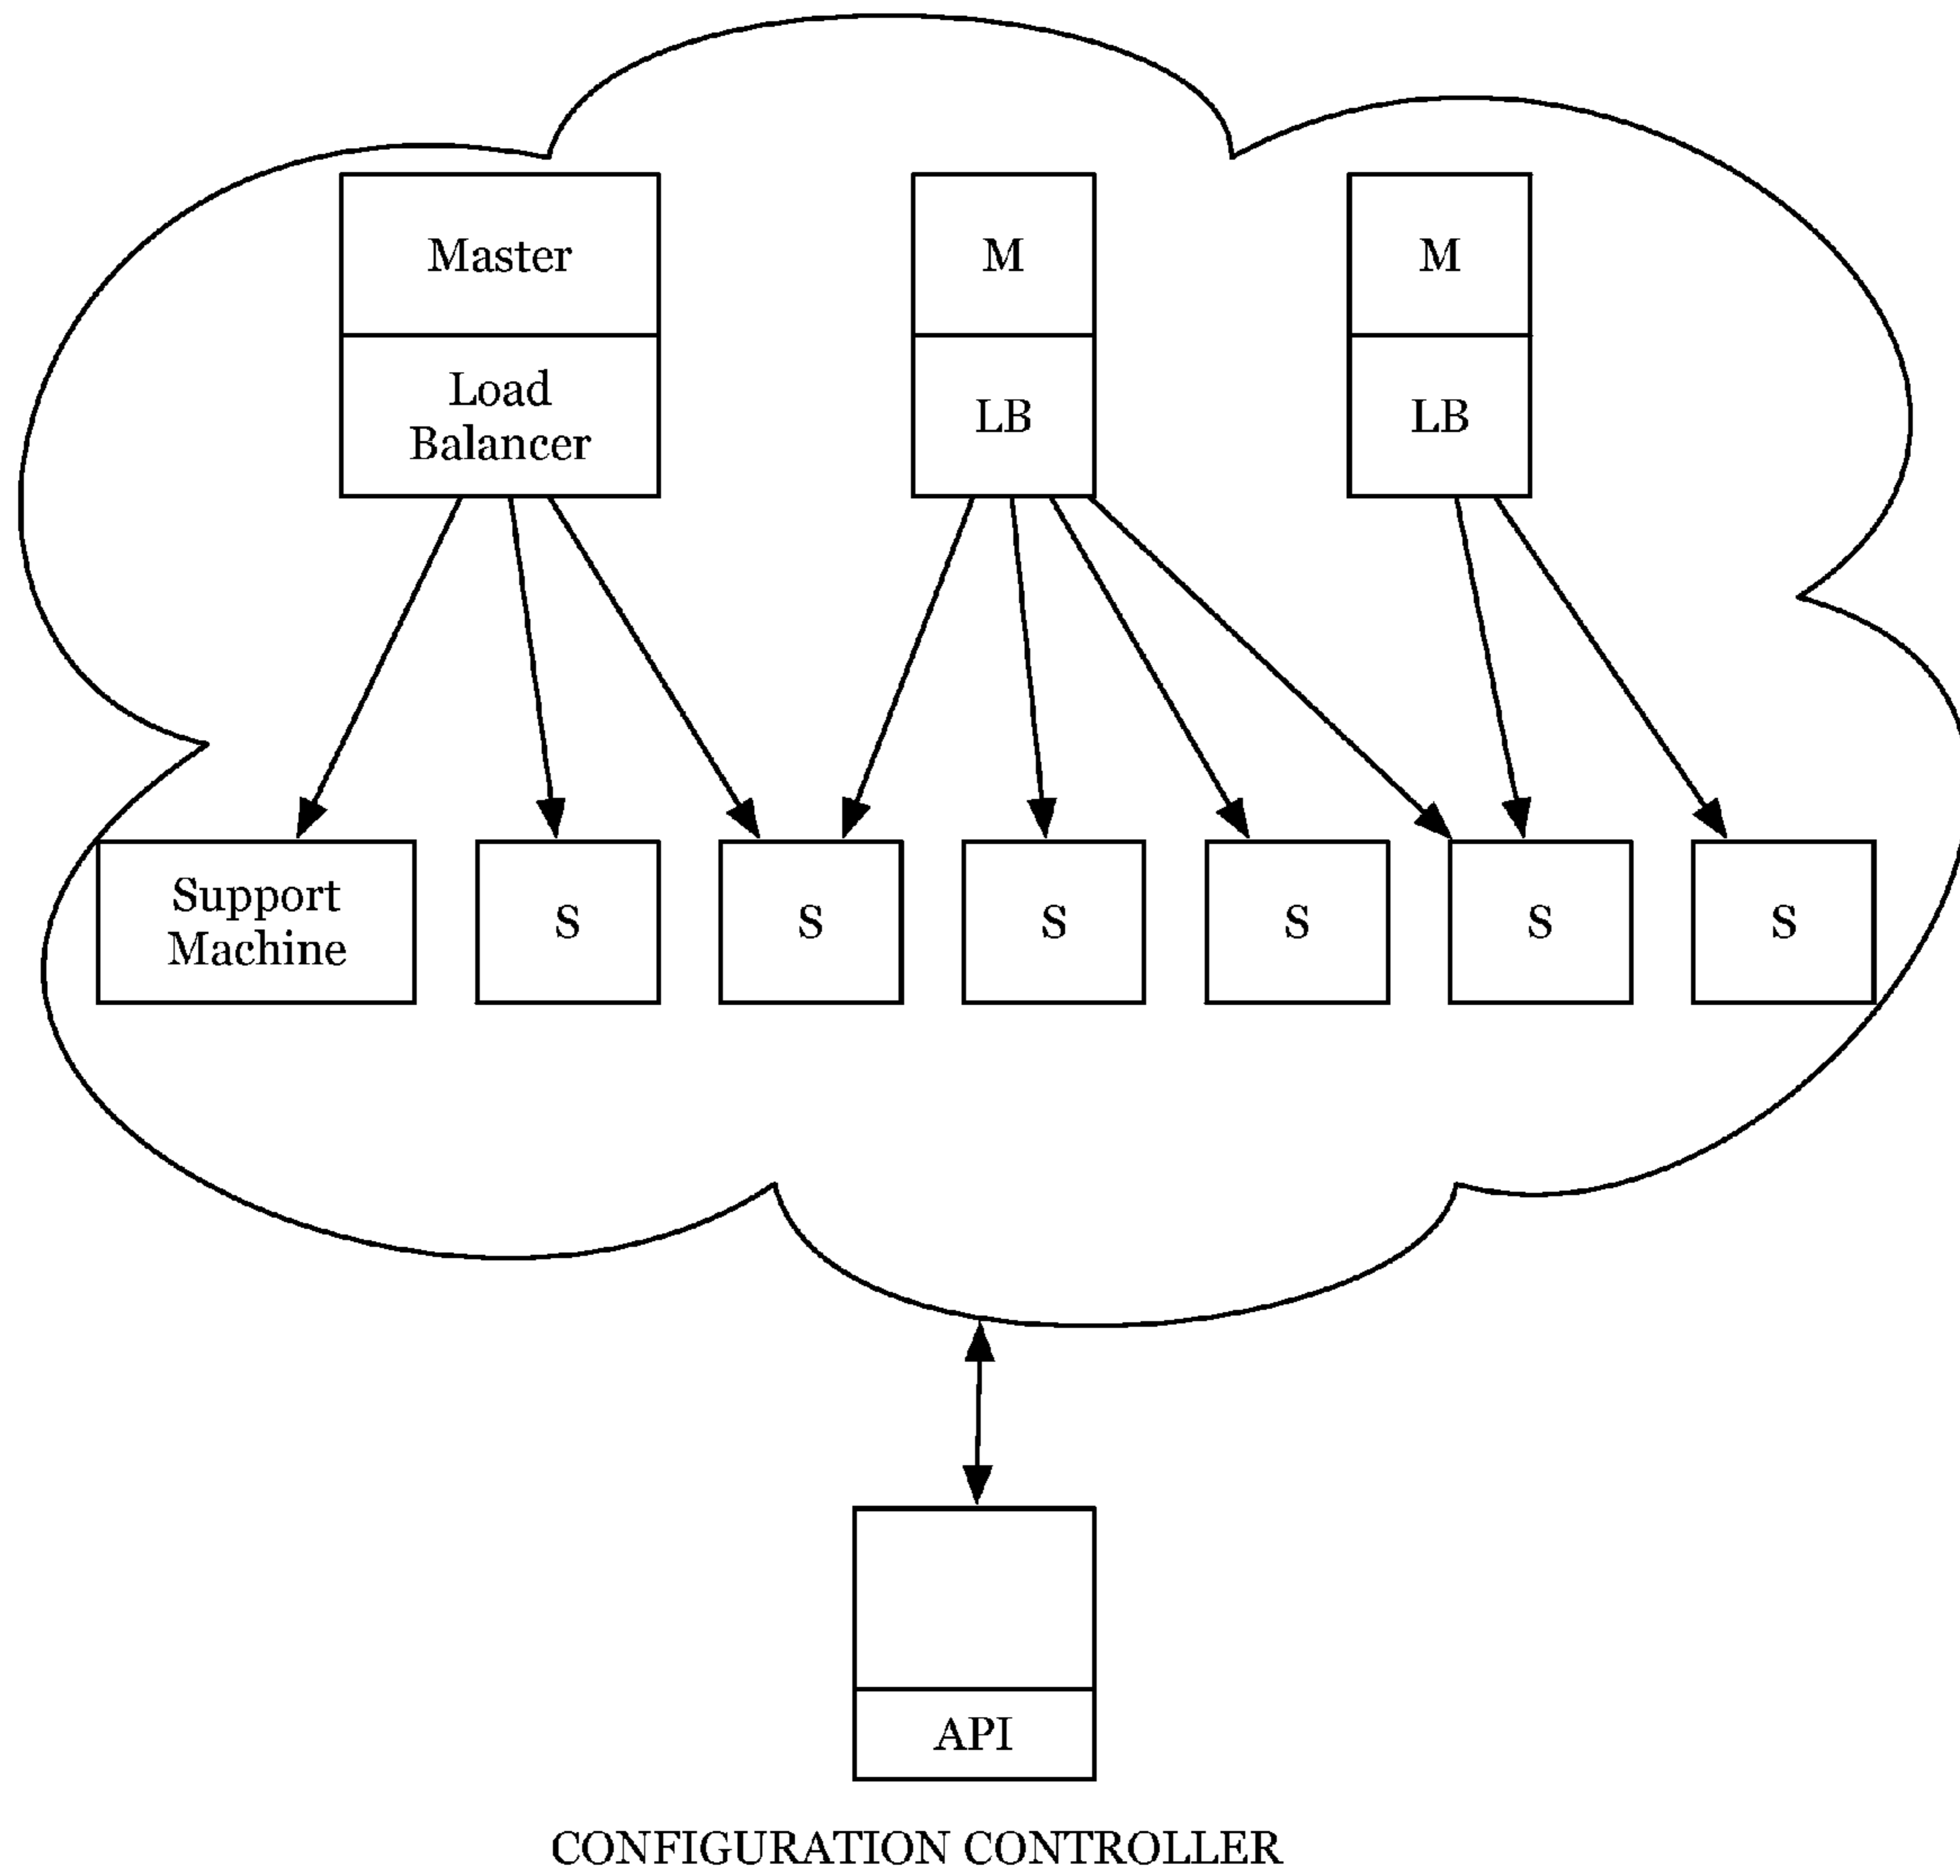 Master
Load
Balancer
M
LB
M
LB
Support
Machine
S
S
S
S
S
S
API
CONFIGURATION CONTROLLER